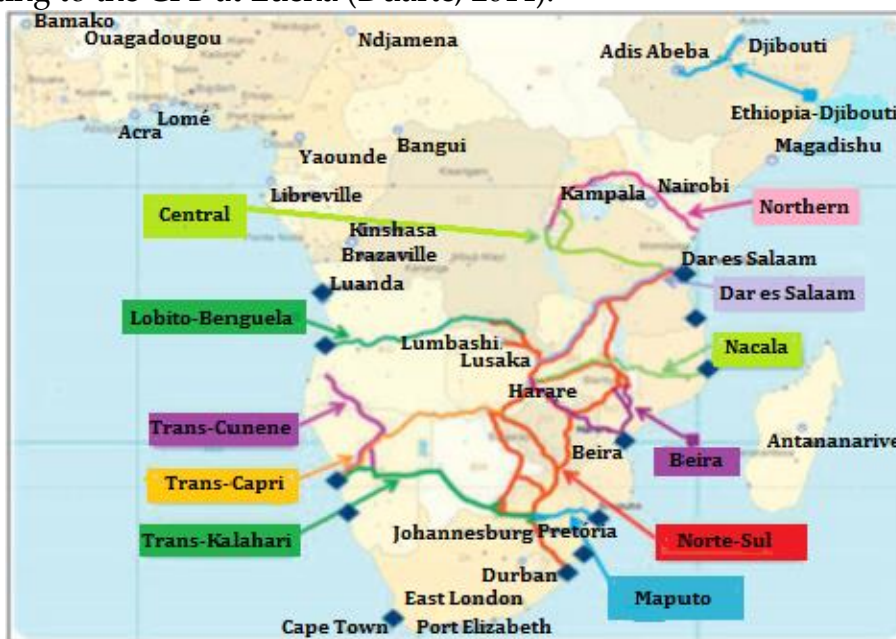 Bamako
Ouagadougou
Ndjamena
Adis Abeba
Djibouti
Ethiopia-Djibouti
Lomé
Acra
Magadishu
Bangui
Yaounde
Libreville
Kampala
Nairobi
Northern
Central
Kinshasa
Brazaville
Dar es Salaam
Luanda
Dar es Salaam
Lobito-Benguela
Lumbashi
Lusaka
Nacala
Harare
Trans-Cunene
Beira
Beira
Antananarive
Trans-Capri
Trans-Kalahari
Johannesburg
Pretória
Norte-Sul
Durban
Maputo
East London
Cape Town
Port Elizabeth